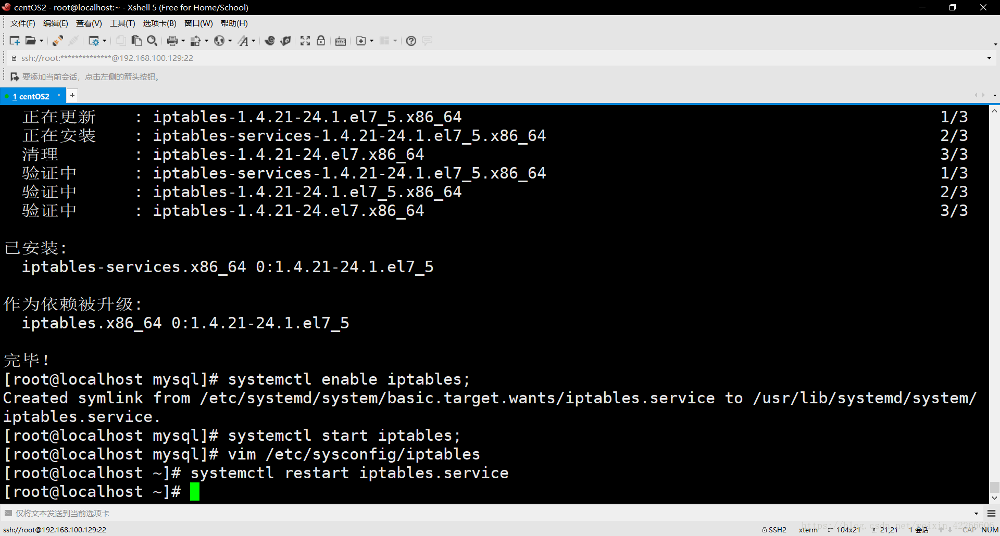 centOS2 - root@localhost:~ - Xshell 5 (Free for Home/School)
文件(F) 编辑(E) 查看(V) 工具(T) 选项卡(B) 窗口(W) 帮助(H)
ssh://root:**************@192.168.100.129:22
要添加当前会话，点击左侧的箭头按钮。
1 centOS2 × +
正在更新 : iptables-1.4.21-24.1.el7_5.x86_64 1/3
正在安装 : iptables-services-1.4.21-24.1.el7_5.x86_64 2/3
清理 : iptables-1.4.21-24.el7.x86_64 3/3
验证中 : iptables-services-1.4.21-24.1.el7_5.x86_64 1/3
验证中 : iptables-1.4.21-24.1.el7_5.x86_64 2/3
验证中 : iptables-1.4.21-24.el7.x86_64 3/3
已安装:
iptables-services.x86_64 0:1.4.21-24.1.el7_5
作为依赖被升级:
iptables.x86_64 0:1.4.21-24.1.el7_5
完毕！
[root@localhost mysql]# systemctl enable iptables;
Created symlink from /etc/systemd/system/basic.target.wants/iptables.service to /usr/lib/systemd/system/
iptables.service.
[root@localhost mysql]# systemctl start iptables;
[root@localhost mysql]# vim /etc/sysconfig/iptables
[root@localhost ~]# systemctl restart iptables.service
[root@localhost ~]#
仅将文本发送到当前选项卡
https://blog.csdn.net/weixin_42266606
ssh://root@192.168.100.129:22 SSH2 xterm 104x21 21,21 1 会话 CAP NUM